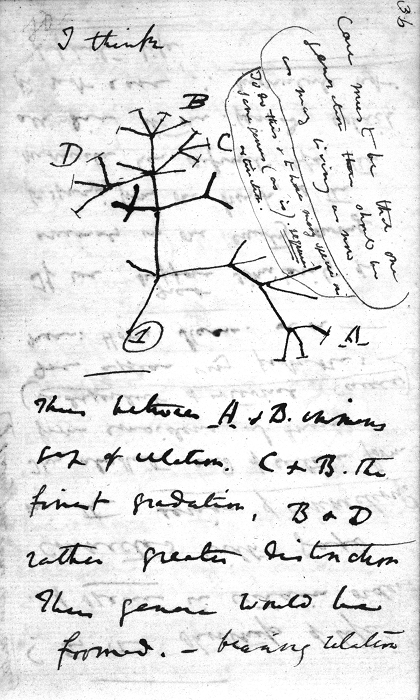 36
I think
Case must be that one
generation then should be
as many living as now
To do this & to have many species in
same genus (as is). requires
extinction.
B
D
C
A
1
Thus between A & B. immens
gap of relation. C & B. the
finest gradation, B & D
rather greater distinction
Thus genera would be
formed. — bearing relation